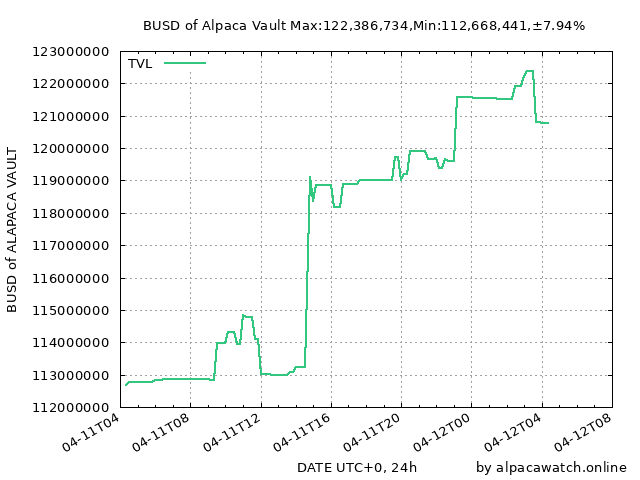 BUSD of Alpaca Vault Max:122,386,734,Min:112,668,441,±7.94%
TVL
123000000
122000000
121000000
120000000
119000000
118000000
117000000
116000000
115000000
114000000
113000000
112000000
BUSD of ALAPACA VAULT
04-11T04
04-11T08
04-11T12
04-11T16
04-11T20
04-12T00
04-12T04
04-12T08
DATE UTC+0, 24h
by alpacawatch.online